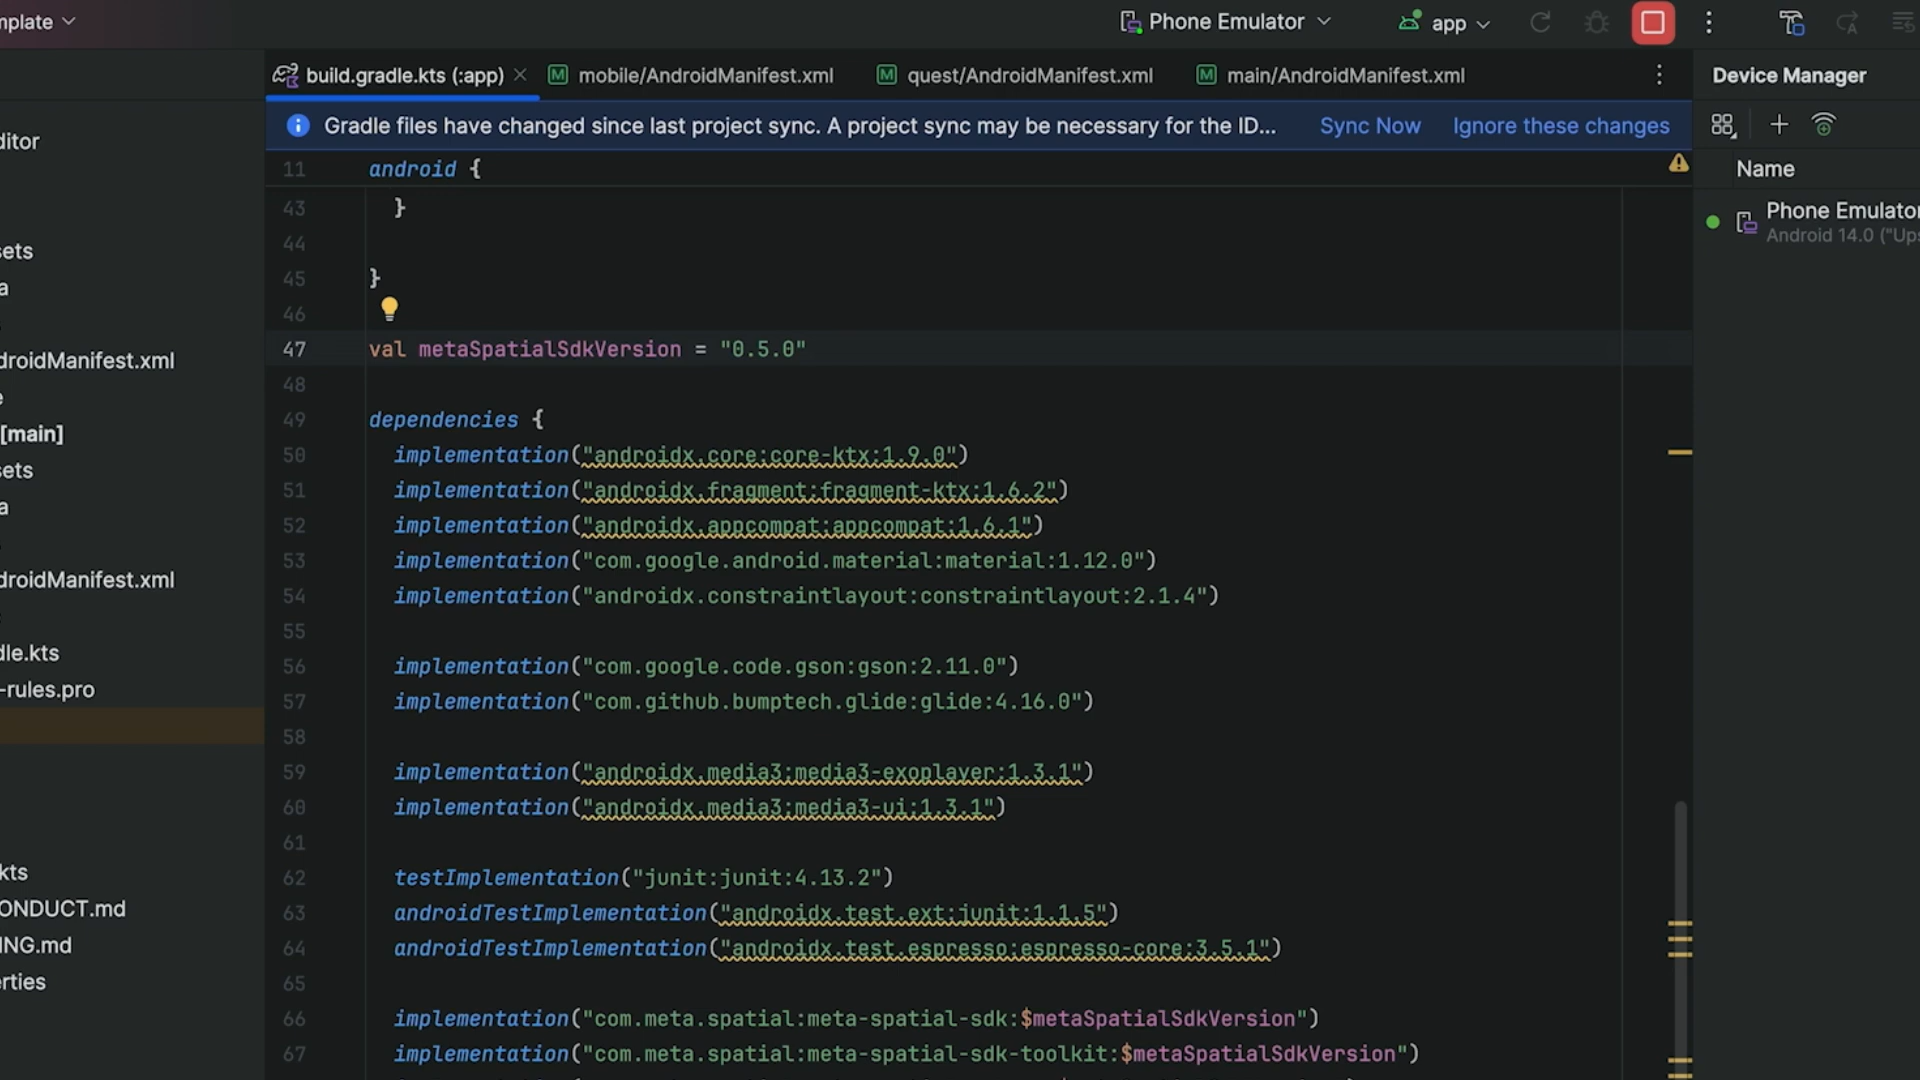 mplate
Phone Emulator
app
build.gradle.kts (:app)
mobile/AndroidManifest.xml
quest/AndroidManifest.xml
main/AndroidManifest.xml
Device Manager
Gradle files have changed since last project sync. A project sync may be necessary for the ID...
Sync Now
Ignore these changes
Name
Phone Emulator
Android 14.0 ("Ups
ditor
sets
a
droidManifest.xml
e
[main]
sets
a
droidManifest.xml
dle.kts
-rules.pro
kts
ONDUCT.md
ING.md
erties
11 android {
43 }
44
45 }
46
47 val metaSpatialSdkVersion = "0.5.0"
48
49 dependencies {
50 implementation("androidx.core:core-ktx:1.9.0")
51 implementation("androidx.fragment:fragment-ktx:1.6.2")
52 implementation("androidx.appcompat:appcompat:1.6.1")
53 implementation("com.google.android.material:material:1.12.0")
54 implementation("androidx.constraintlayout:constraintlayout:2.1.4")
55
56 implementation("com.google.code.gson:gson:2.11.0")
57 implementation("com.github.bumptech.glide:glide:4.16.0")
58
59 implementation("androidx.media3:media3-exoplayer:1.3.1")
60 implementation("androidx.media3:media3-ui:1.3.1")
61
62 testImplementation("junit:junit:4.13.2")
63 androidTestImplementation("androidx.test.ext:junit:1.1.5")
64 androidTestImplementation("androidx.test.espresso:espresso-core:3.5.1")
65
66 implementation("com.meta.spatial:meta-spatial-sdk:$metaSpatialSdkVersion")
67 implementation("com.meta.spatial:meta-spatial-sdk-toolkit:$metaSpatialSdkVersion")